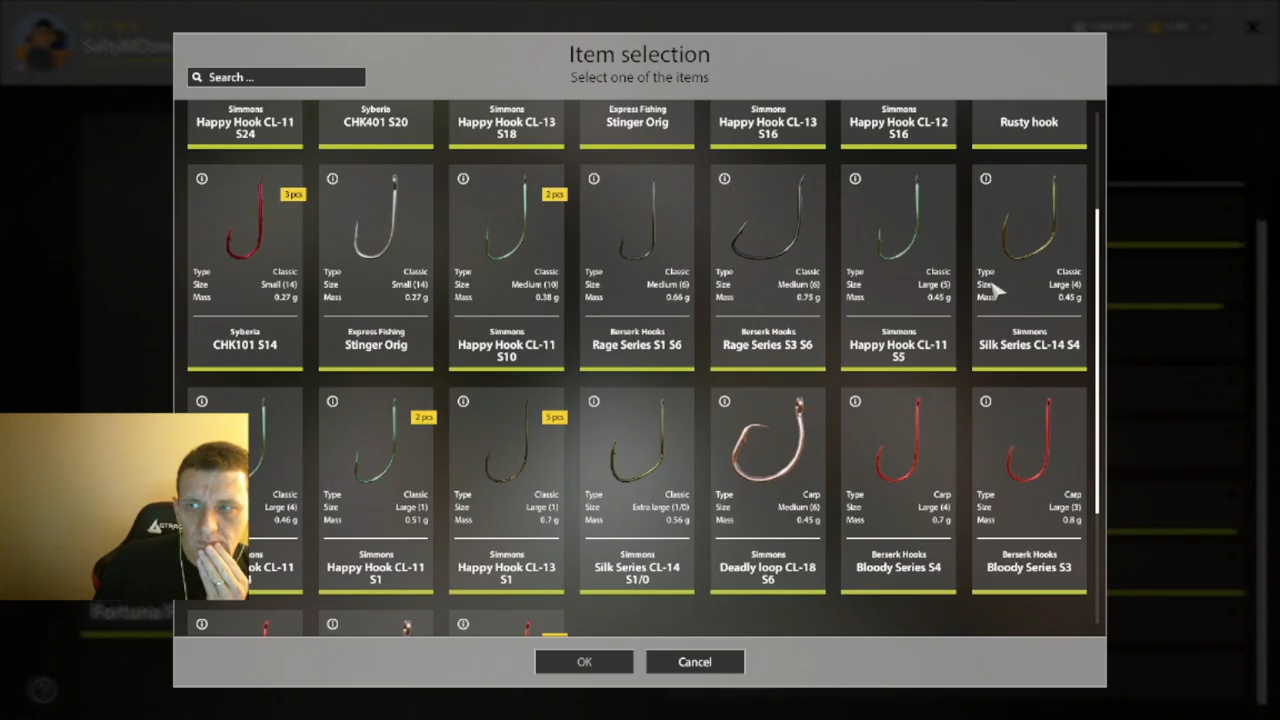 Item selection
Select one of the items
Search ...
Simmons
Happy Hook CL-11
S24
Syberia
CHK401 S20
Simmons
Happy Hook CL-13
S18
Express Fishing
Stinger Orig
Simmons
Happy Hook CL-13
S16
Simmons
Happy Hook CL-12
S16
Rusty hook
3 pcs
Type Classic
Size Small (14)
Mass 0.27 g
Syberia
CHK101 S14
Type Classic
Size Small (14)
Mass 0.27 g
Express Fishing
Stinger Orig
2 pcs
Type Classic
Size Medium (10)
Mass 0.38 g
Simmons
Happy Hook CL-11
S10
Type Classic
Size Medium (6)
Mass 0.66 g
Berserk Hooks
Rage Series S1 S6
Type Classic
Size Medium (6)
Mass 0.75 g
Berserk Hooks
Rage Series S3 S6
Type Classic
Size Large (5)
Mass 0.45 g
Simmons
Happy Hook CL-11
S5
Type Classic
Size Large (4)
Mass 0.45 g
Simmons
Silk Series CL-14 S4
Classic
Large (4)
0.46 g
CL-11
2 pcs
Type Classic
Size Large (1)
Mass 0.51 g
Simmons
Happy Hook CL-11
S1
5 pcs
Type Classic
Size Large (1)
Mass 0.7 g
Simmons
Happy Hook CL-13
S1
Type Classic
Size Extra large (1/0)
Mass 0.56 g
Simmons
Silk Series CL-14
S1/0
Type Carp
Size Medium (6)
Mass 0.45 g
Simmons
Deadly loop CL-18
S6
Type Carp
Size Large (4)
Mass 0.7 g
Berserk Hooks
Bloody Series S4
Type Carp
Size Large (3)
Mass 0.8 g
Berserk Hooks
Bloody Series S3
OK
Cancel